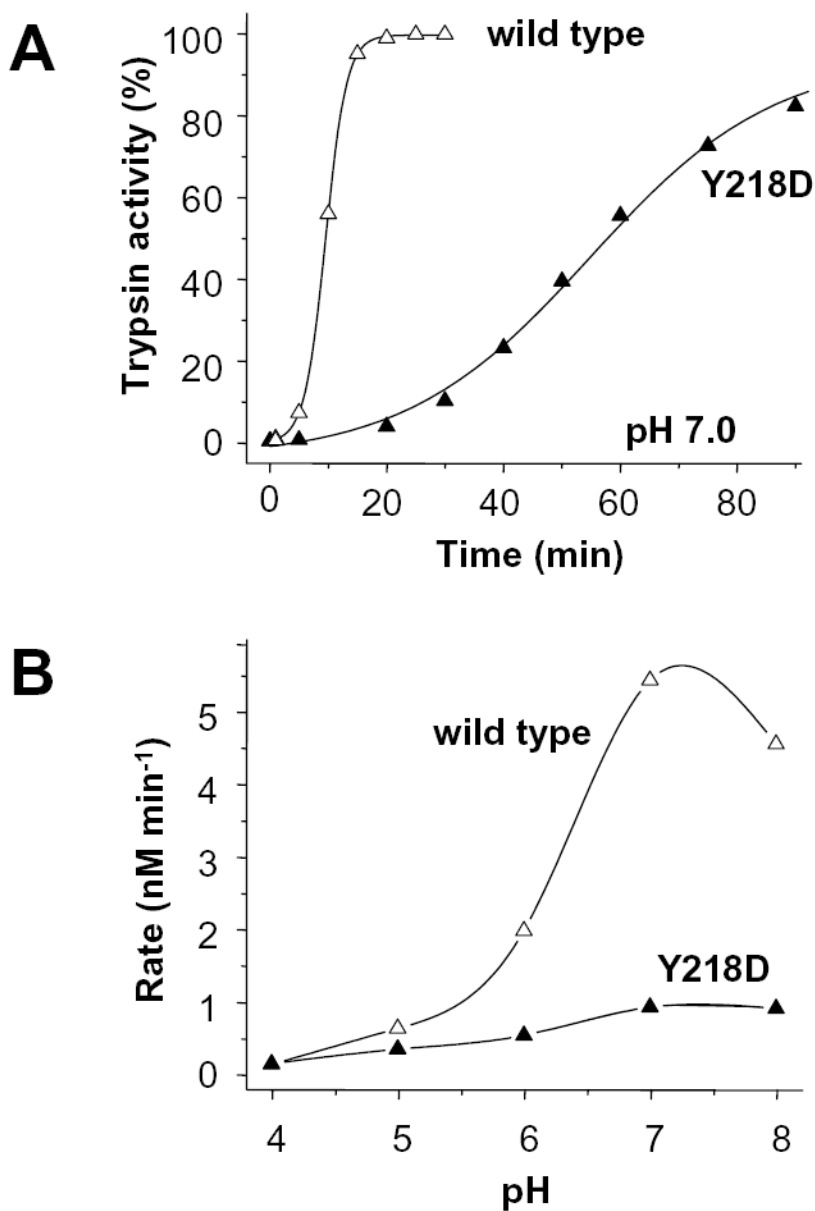 A
Trypsin activity (%)
100
80
60
40
20
0
wild type
Y218D
pH 7.0
0 20 40 60 80
Time (min)
B
Rate (nM min⁻¹)
5
4
3
2
1
0
wild type
Y218D
4 5 6 7 8
pH